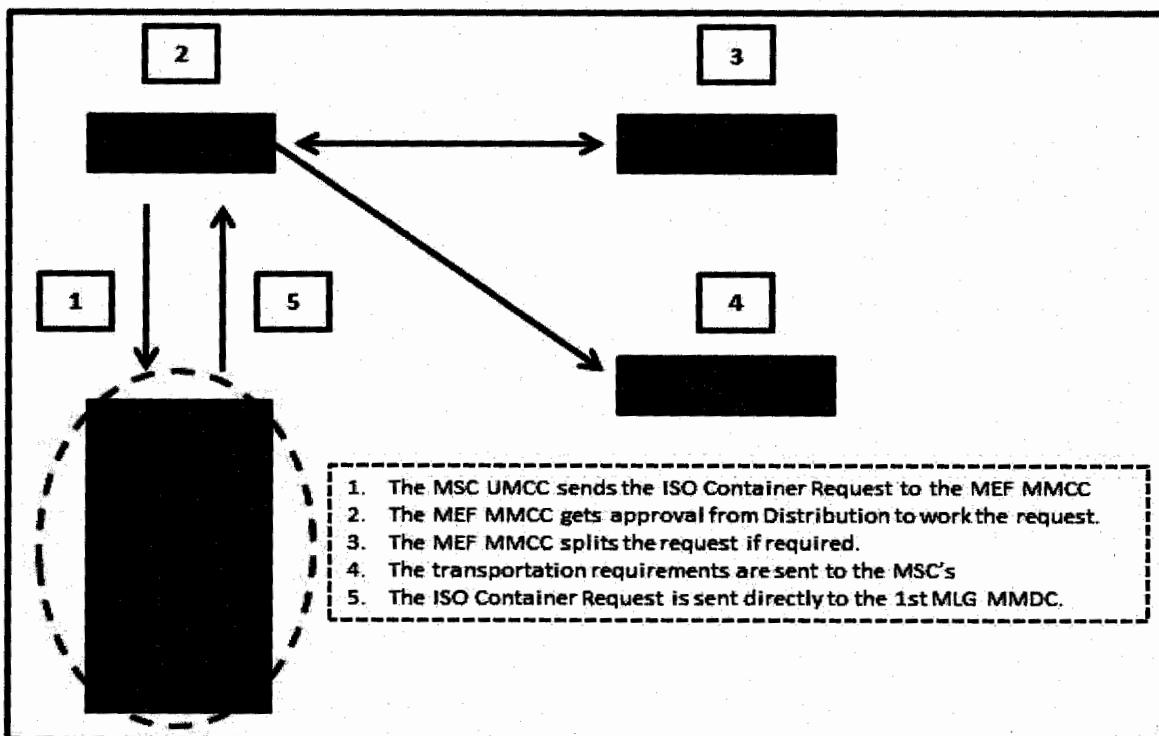 2
3
1
5
4
1. The MSC UMCC sends the ISO Container Request to the MEF MMCC
2. The MEF MMCC gets approval from Distribution to work the request.
3. The MEF MMCC splits the request if required.
4. The transportation requirements are sent to the MSC's
5. The ISO Container Request is sent directly to the 1st MLG MMDC.